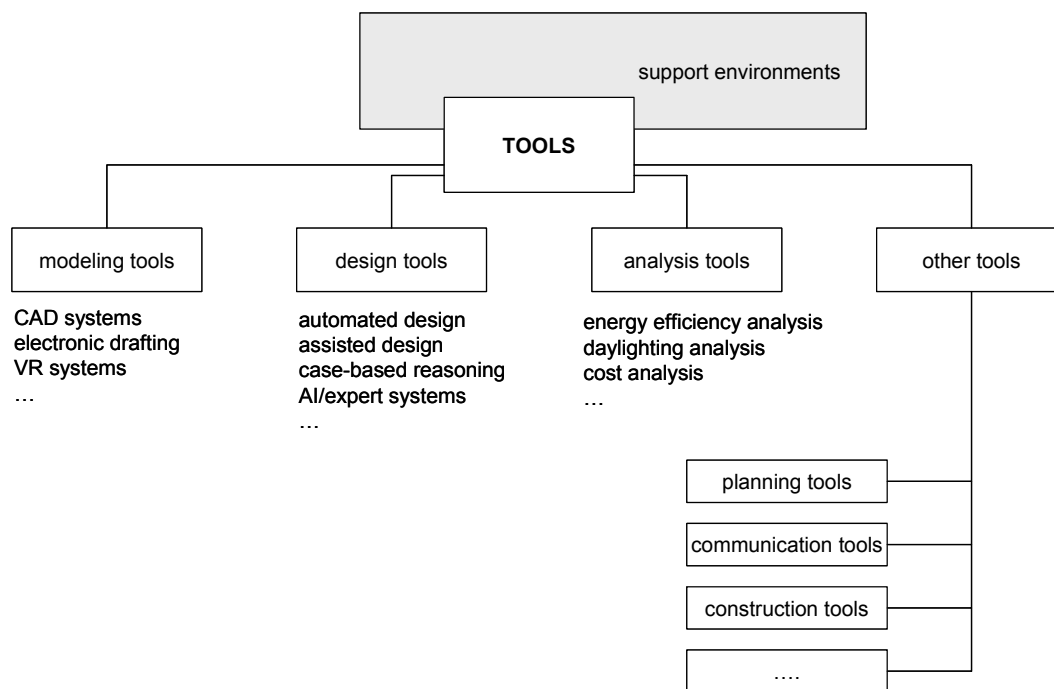 support environments
TOOLS
modeling tools
design tools
analysis tools
other tools
CAD systems
electronic drafting
VR systems
…
automated design
assisted design
case-based reasoning
AI/expert systems
…
energy efficiency analysis
daylighting analysis
cost analysis
…
planning tools
communication tools
construction tools
….